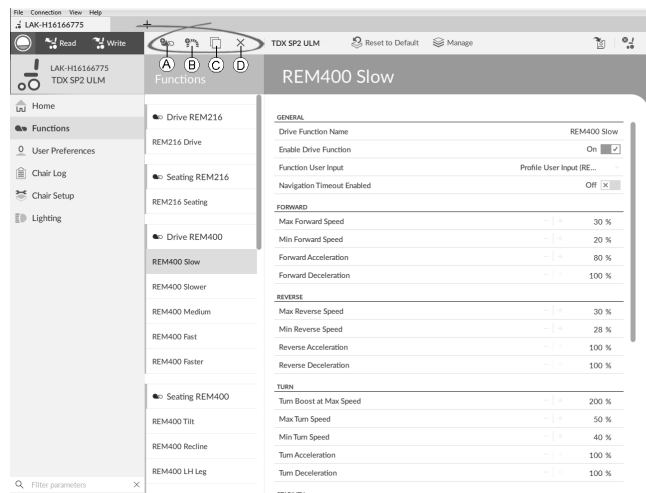 File Connection View Help
LAK-H16166775
Read Write TDX SP2 ULM Reset to Default Manage
A B C D
LAK-H16166775
TDX SP2 ULM
Functions
REM400 Slow
Home
Functions
User Preferences
Chair Log
Chair Setup
Lighting
Filter parameters
Drive REM216
REM216 Drive
Seating REM216
REM216 Seating
Drive REM400
REM400 Slow
REM400 Slower
REM400 Medium
REM400 Fast
REM400 Faster
Seating REM400
REM400 Tilt
REM400 Recline
REM400 LH Leg
GENERAL
Drive Function Name REM400 Slow
Enable Drive Function On
Function User Input Profile User Input (RE...
Navigation Timeout Enabled Off
FORWARD
Max Forward Speed − + 30 %
Min Forward Speed − + 20 %
Forward Acceleration − + 80 %
Forward Deceleration − + 100 %
REVERSE
Max Reverse Speed − + 30 %
Min Reverse Speed − + 28 %
Reverse Acceleration − + 100 %
Reverse Deceleration − + 100 %
TURN
Turn Boost at Max Speed − + 200 %
Max Turn Speed − + 50 %
Min Turn Speed − + 40 %
Turn Acceleration − + 100 %
Turn Deceleration − + 100 %